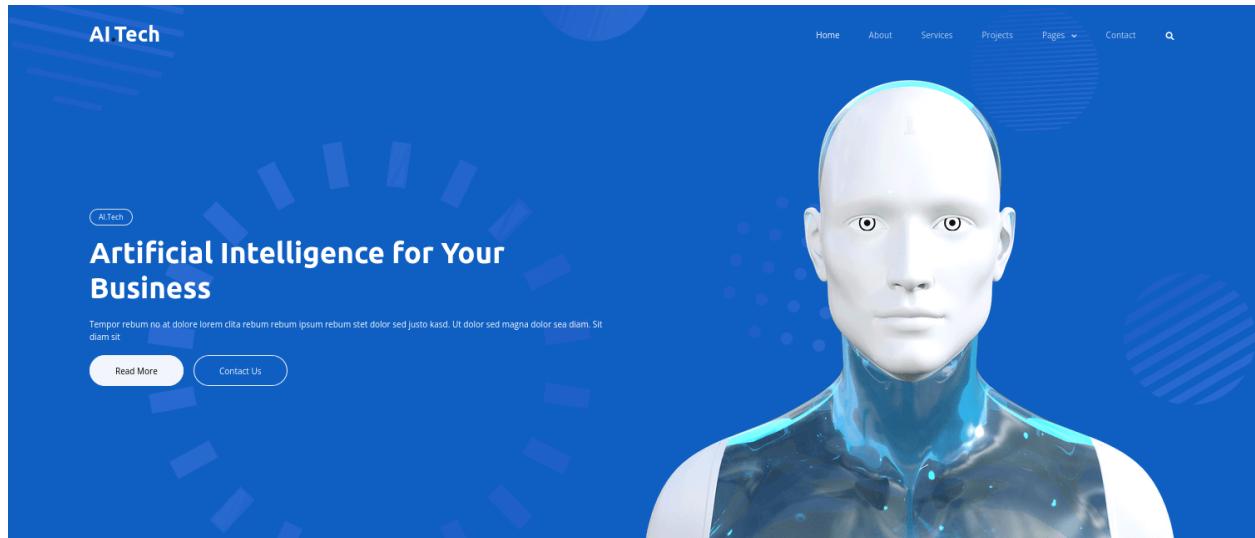 AI.Tech
Home About Services Projects Pages Contact
AI.Tech
Artificial Intelligence for Your
Business
Tempor rebum no at dolore lorem clita rebum rebum ipsum rebum stet dolor sed justo kasd. Ut dolor sed magna dolor sea diam. Sit
diam sit
Read More Contact Us